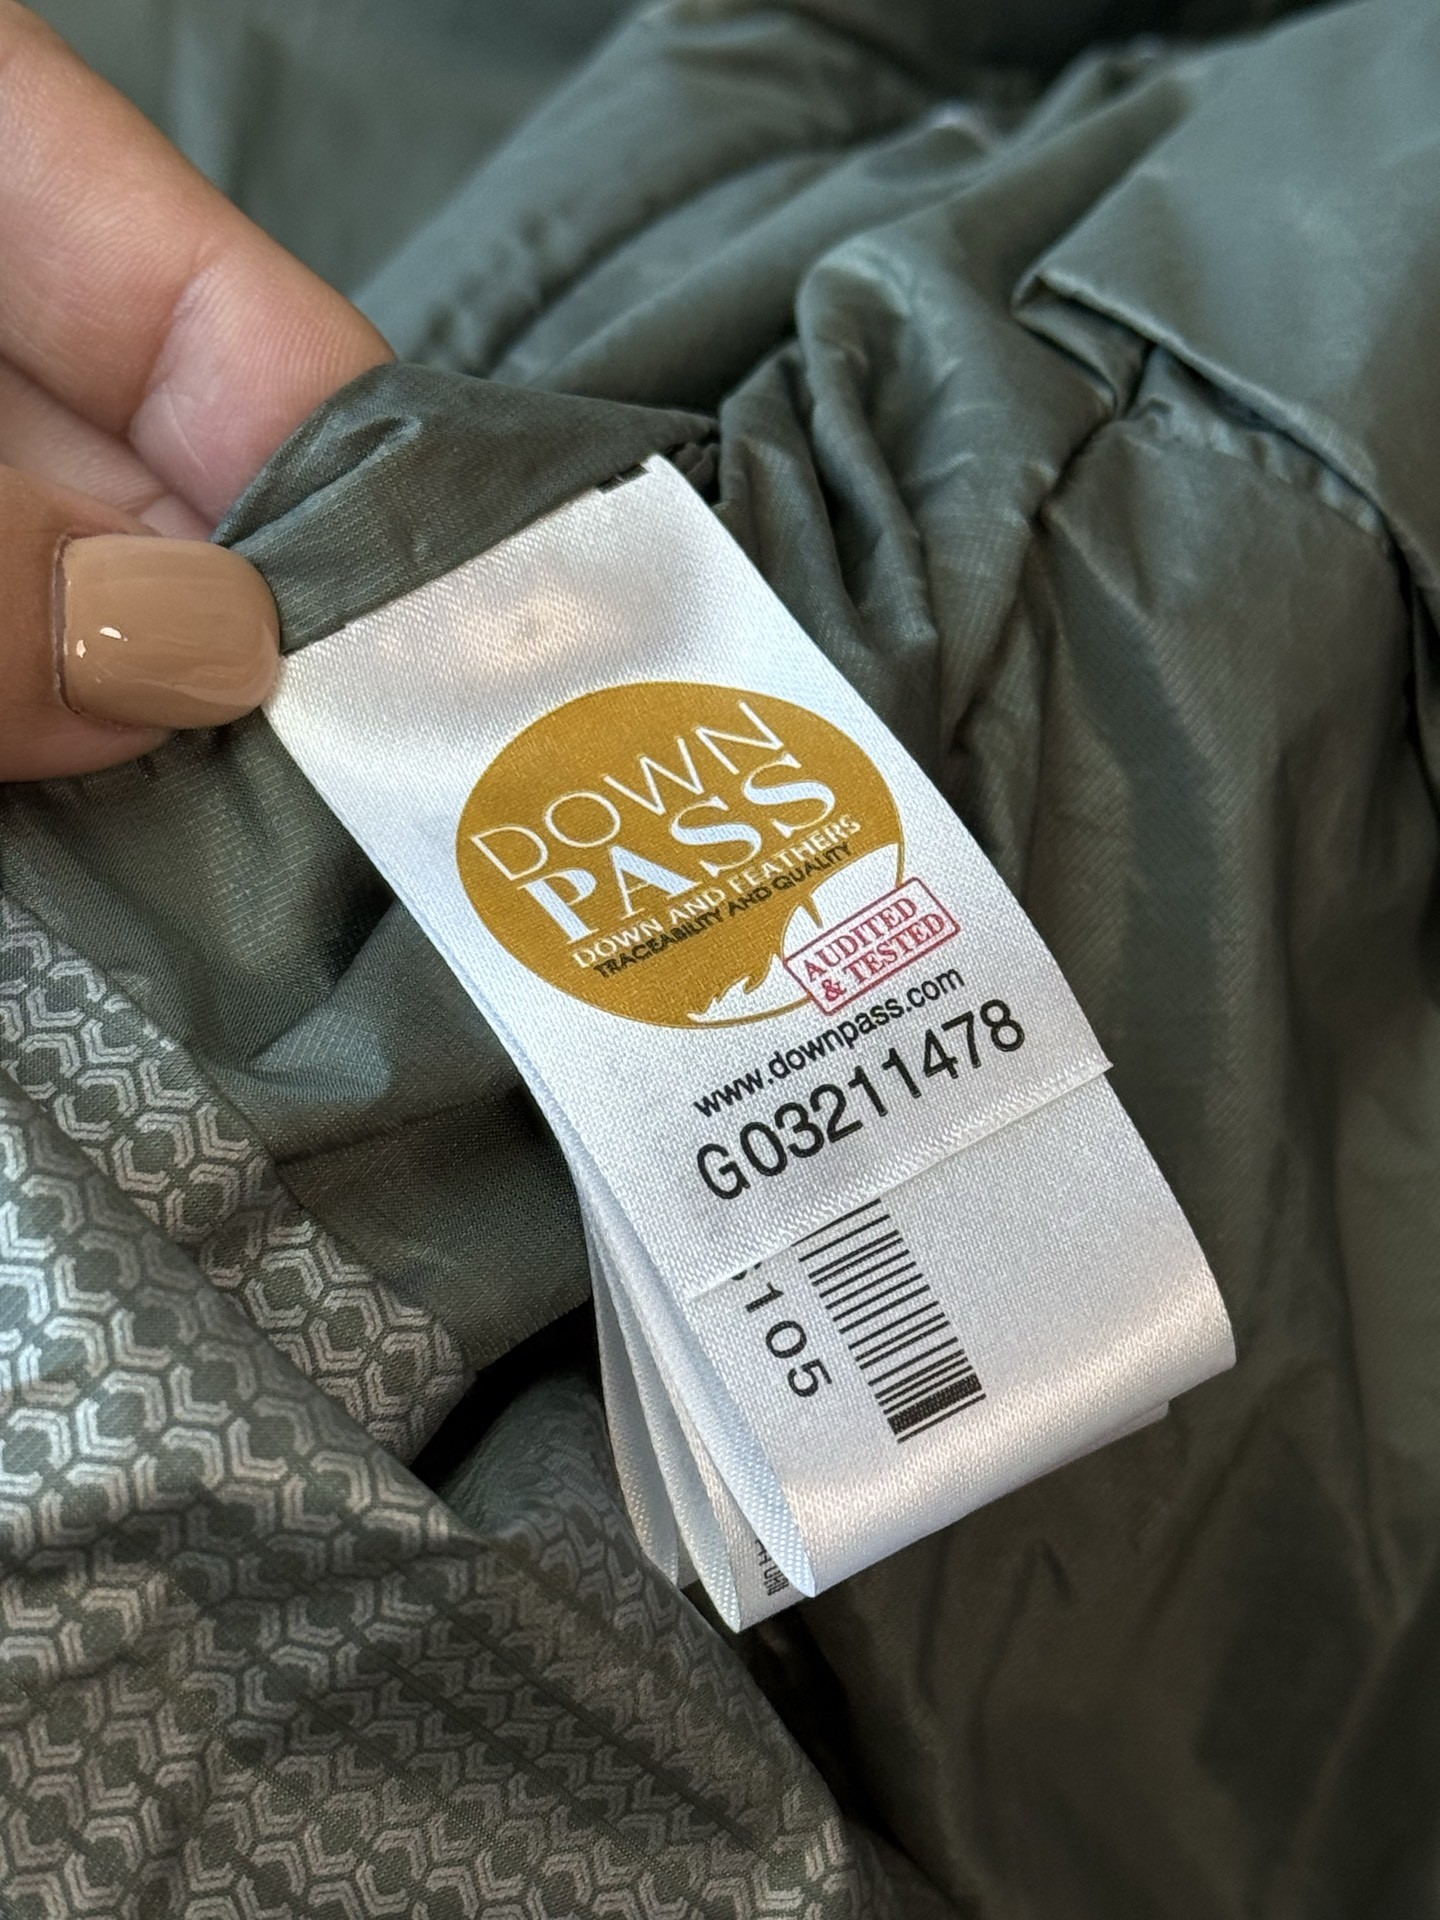 DOWN
PASS
DOWN AND FEATHERS
TRACEABILITY AND QUALITY
AUDITED
& TESTED
www.downpass.com
G03211478
105